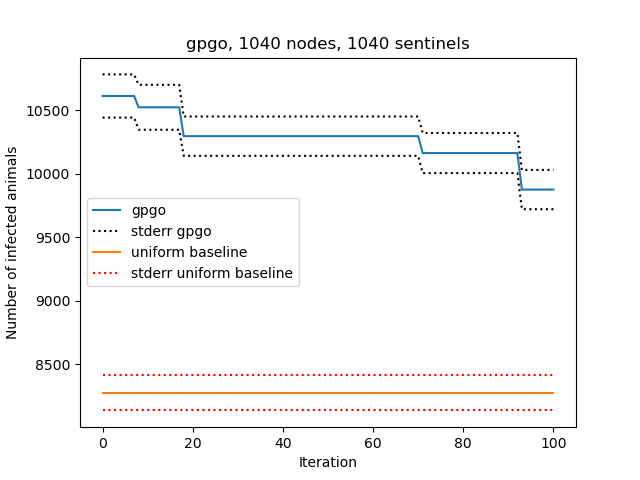 gpgo, 1040 nodes, 1040 sentinels
Number of infected animals
10500
10000
9500
9000
8500
gpgo
stderr gpgo
uniform baseline
stderr uniform baseline
0 20 40 60 80 100
Iteration